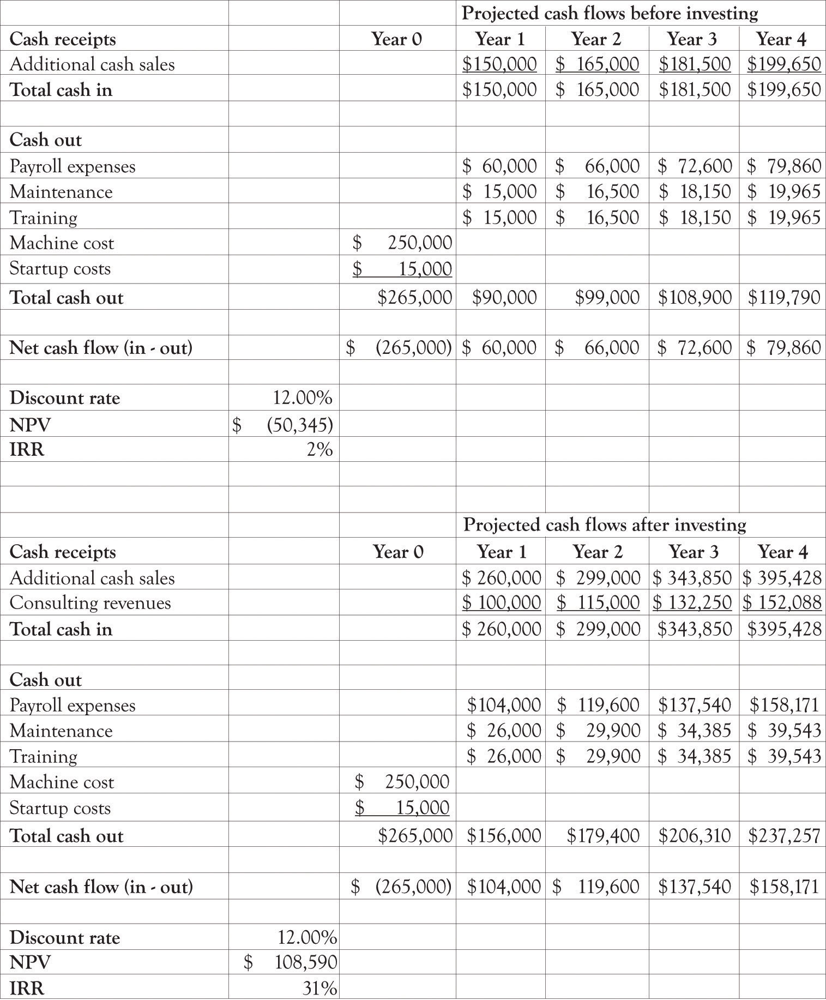 Projected cash flows before investing
Cash receipts Year 0 Year 1 Year 2 Year 3 Year 4
Additional cash sales $150,000 $ 165,000 $181,500 $199,650
Total cash in $150,000 $ 165,000 $181,500 $199,650
Cash out
Payroll expenses $ 60,000 $ 66,000 $ 72,600 $ 79,860
Maintenance $ 15,000 $ 16,500 $ 18,150 $ 19,965
Training $ 15,000 $ 16,500 $ 18,150 $ 19,965
Machine cost $ 250,000
Startup costs $ 15,000
Total cash out $265,000 $90,000 $99,000 $108,900 $119,790
Net cash flow (in - out) $ (265,000) $ 60,000 $ 66,000 $ 72,600 $ 79,860
Discount rate 12.00%
NPV $ (50,345)
IRR 2%
Projected cash flows after investing
Cash receipts Year 0 Year 1 Year 2 Year 3 Year 4
Additional cash sales $ 260,000 $ 299,000 $ 343,850 $ 395,428
Consulting revenues $ 100,000 $ 115,000 $ 132,250 $ 152,088
Total cash in $ 260,000 $ 299,000 $343,850 $395,428
Cash out
Payroll expenses $104,000 $ 119,600 $137,540 $158,171
Maintenance $ 26,000 $ 29,900 $ 34,385 $ 39,543
Training $ 26,000 $ 29,900 $ 34,385 $ 39,543
Machine cost $ 250,000
Startup costs $ 15,000
Total cash out $265,000 $156,000 $179,400 $206,310 $237,257
Net cash flow (in - out) $ (265,000) $104,000 $ 119,600 $137,540 $158,171
Discount rate 12.00%
NPV $ 108,590
IRR 31%